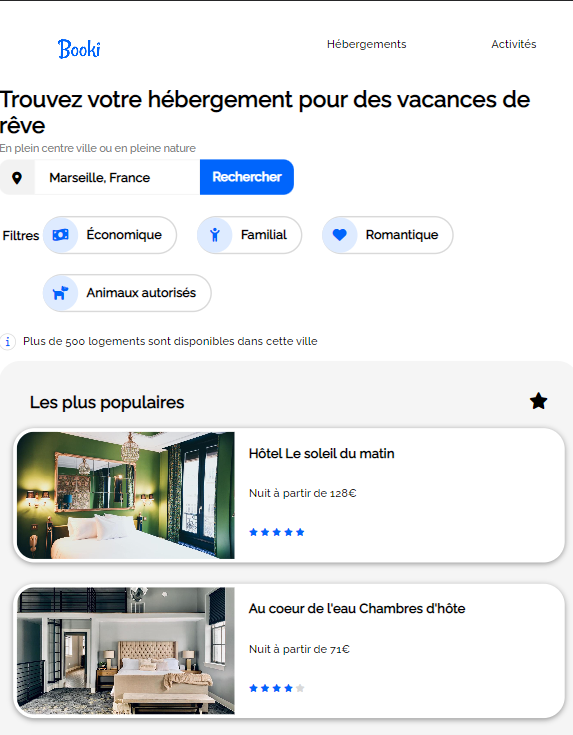 Booki
Hébergements
Activités
Trouvez votre hébergement pour des vacances de
rêve
En plein centre ville ou en pleine nature
Marseille, France
Rechercher
Filtres
Économique
Familial
Romantique
Animaux autorisés
i
Plus de 500 logements sont disponibles dans cette ville
Les plus populaires
Hôtel Le soleil du matin
Nuit à partir de 128€
Au coeur de l'eau Chambres d'hôte
Nuit à partir de 71€